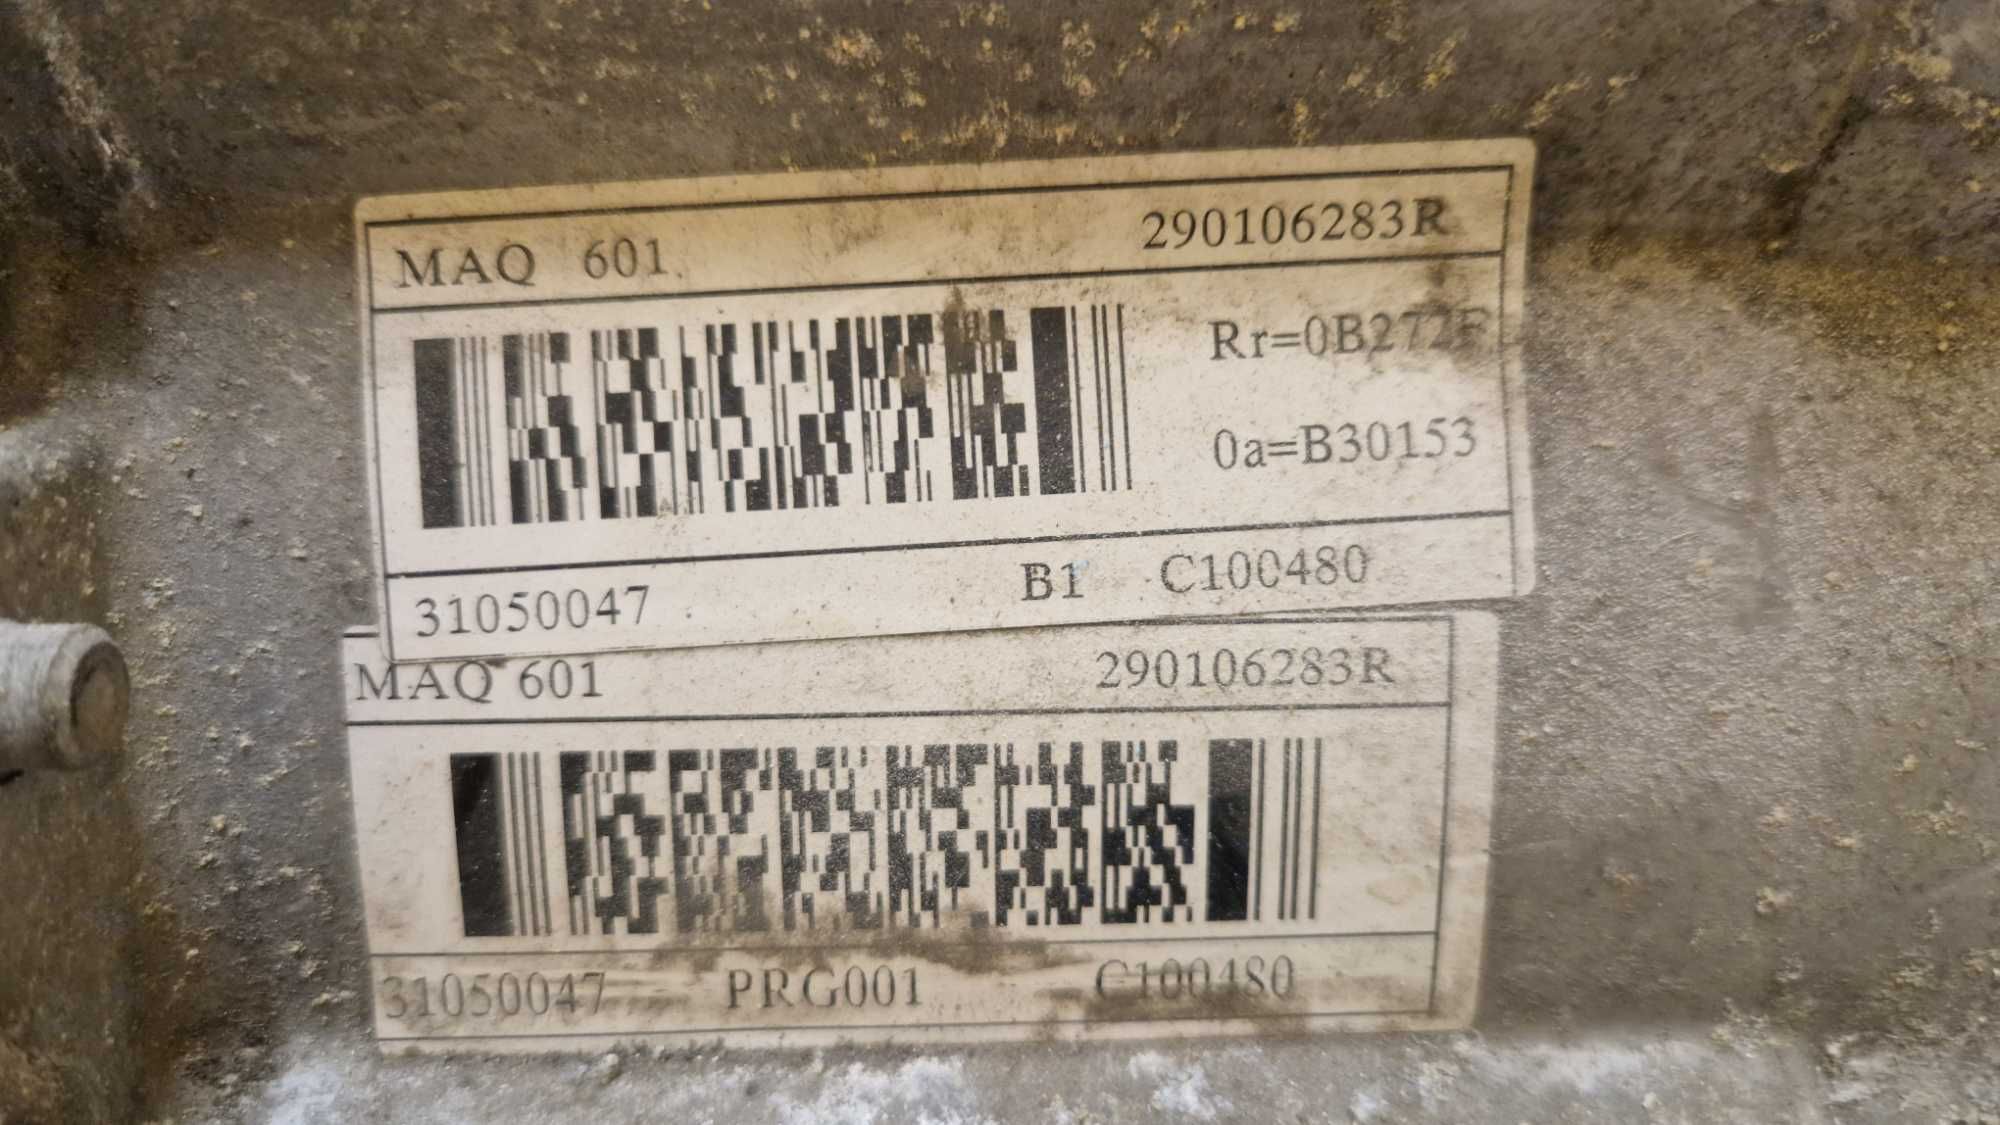 MAQ 601 290106283R
Rr=0B272F
0a=B30153
31050047 B1 C100480
MAQ 601 290106283R
31050047 PRG001 C100480